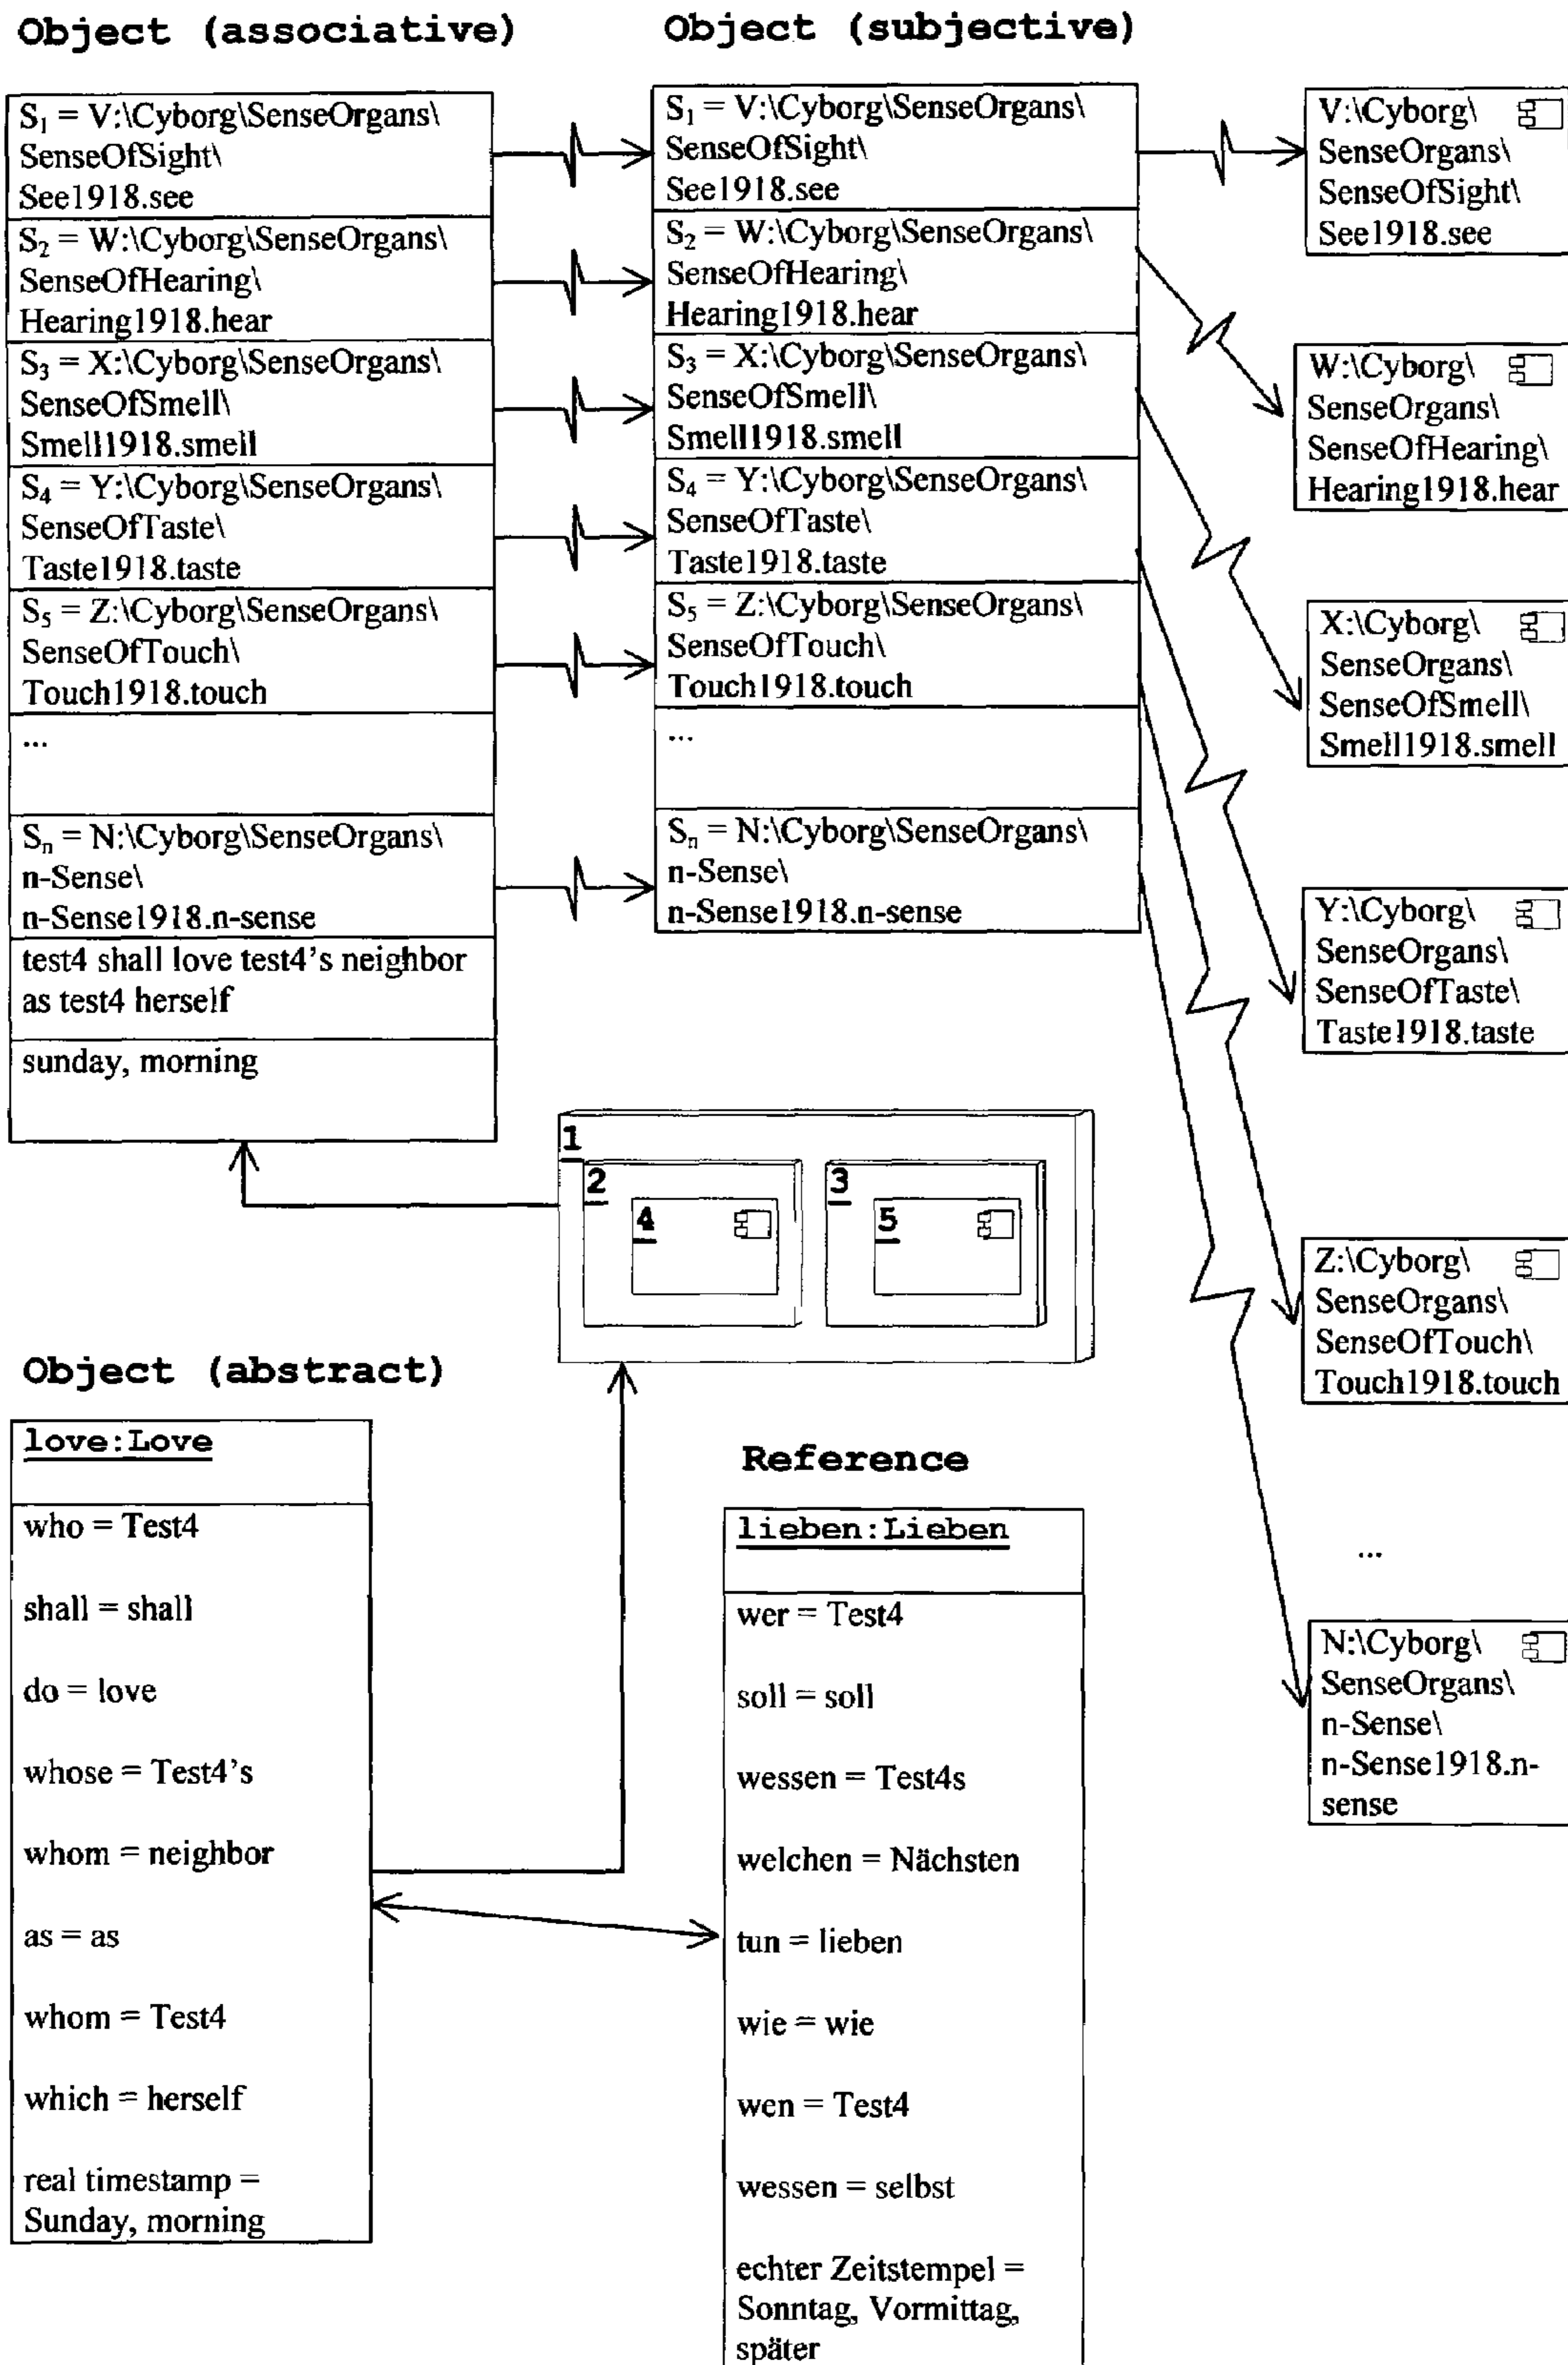 Object (associative)
S₁ = V:\Cyborg\SenseOrgans\
SenseOfSight\
See1918.see
S₂ = W:\Cyborg\SenseOrgans\
SenseOfHearing\
Hearing1918.hear
S₃ = X:\Cyborg\SenseOrgans\
SenseOfSmell\
Smell1918.smell
S₄ = Y:\Cyborg\SenseOrgans\
SenseOfTaste\
Taste1918.taste
S₅ = Z:\Cyborg\SenseOrgans\
SenseOfTouch\
Touch1918.touch
...
Sₙ = N:\Cyborg\SenseOrgans\
n-Sense\
n-Sense1918.n-sense
test4 shall love test4's neighbor
as test4 herself
sunday, morning
Object (subjective)
S₁ = V:\Cyborg\SenseOrgans\
SenseOfSight\
See1918.see
S₂ = W:\Cyborg\SenseOrgans\
SenseOfHearing\
Hearing1918.hear
S₃ = X:\Cyborg\SenseOrgans\
SenseOfSmell\
Smell1918.smell
S₄ = Y:\Cyborg\SenseOrgans\
SenseOfTaste\
Taste1918.taste
S₅ = Z:\Cyborg\SenseOrgans\
SenseOfTouch\
Touch1918.touch
...
Sₙ = N:\Cyborg\SenseOrgans\
n-Sense\
n-Sense1918.n-sense
V:\Cyborg\
SenseOrgans\
SenseOfSight\
See1918.see
W:\Cyborg\
SenseOrgans\
SenseOfHearing\
Hearing1918.hear
X:\Cyborg\
SenseOrgans\
SenseOfSmell\
Smell1918.smell
Y:\Cyborg\
SenseOrgans\
SenseOfTaste\
Taste1918.taste
Z:\Cyborg\
SenseOrgans\
SenseOfTouch\
Touch1918.touch
...
N:\Cyborg\
SenseOrgans\
n-Sense\
n-Sense1918.n-
sense
1
2
3
4
5
Object (abstract)
love:Love
who = Test4
shall = shall
do = love
whose = Test4's
whom = neighbor
as = as
whom = Test4
which = herself
real timestamp =
Sunday, morning
Reference
lieben:Lieben
wer = Test4
soll = soll
wessen = Test4s
welchen = Nächsten
tun = lieben
wie = wie
wen = Test4
wessen = selbst
echter Zeitstempel =
Sonntag, Vormittag,
später